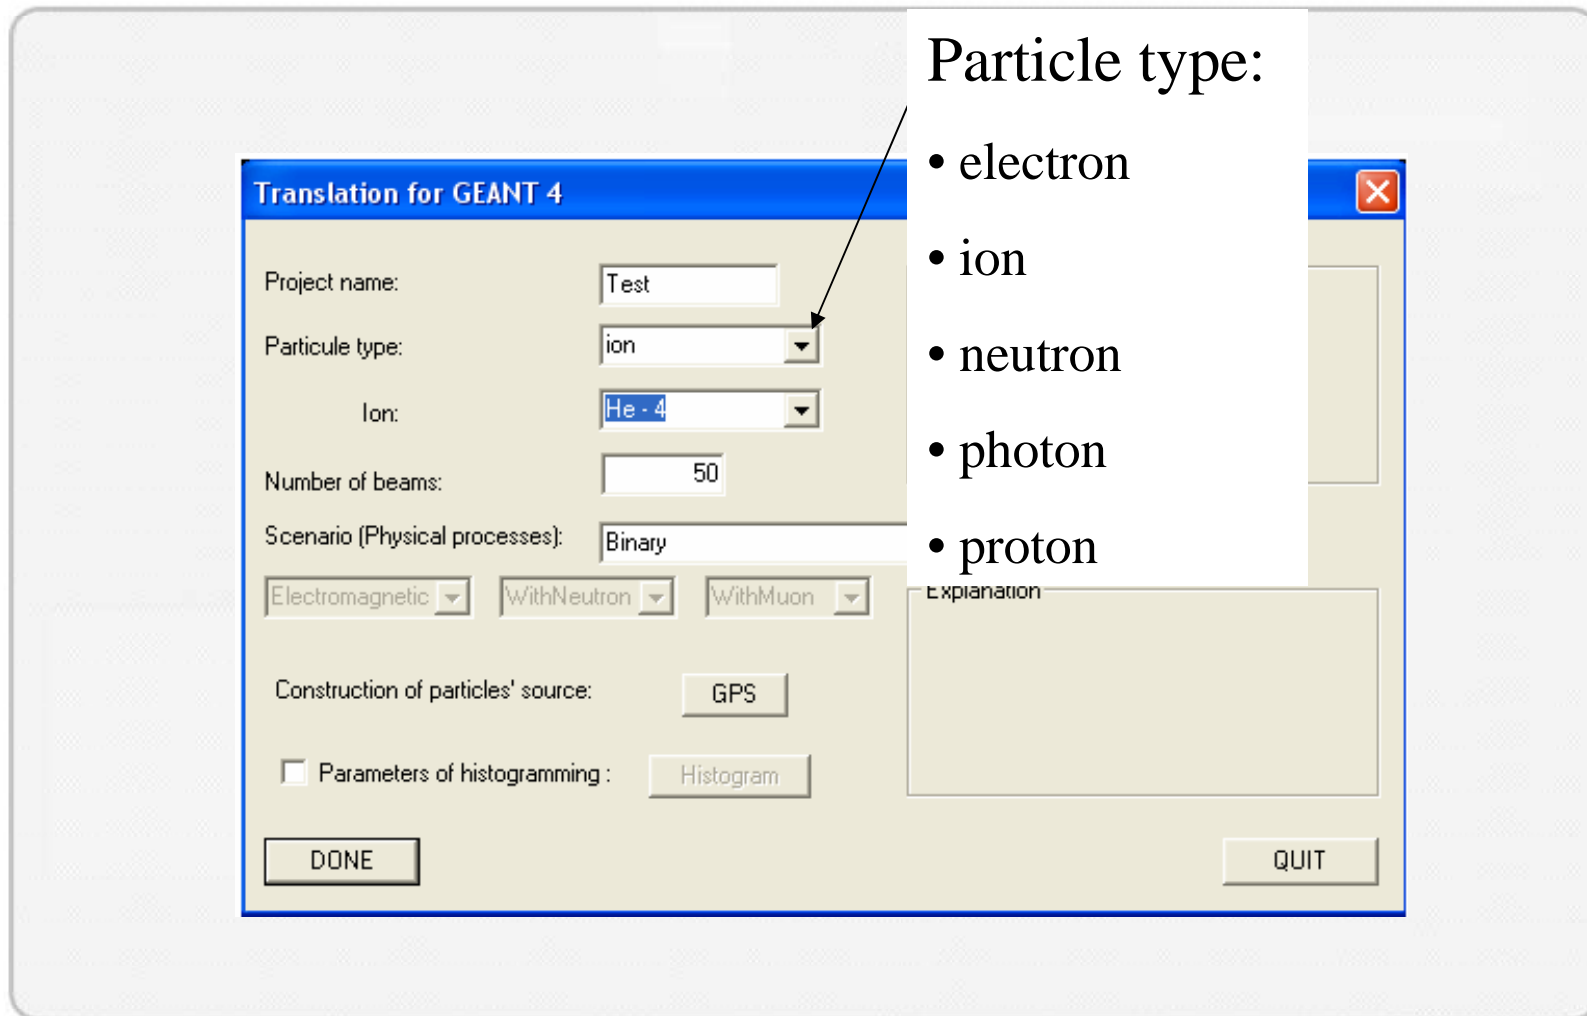 Particle type:
• electron
• ion
• neutron
• photon
• proton
Translation for GEANT 4
Project name: Test
Particule type: ion
Ion: He - 4
Number of beams: 50
Scenario (Physical processes): Binary
Electromagnetic WithNeutron WithMuon
Explanation
Construction of particles' source: GPS
Parameters of histogramming : Histogram
DONE QUIT